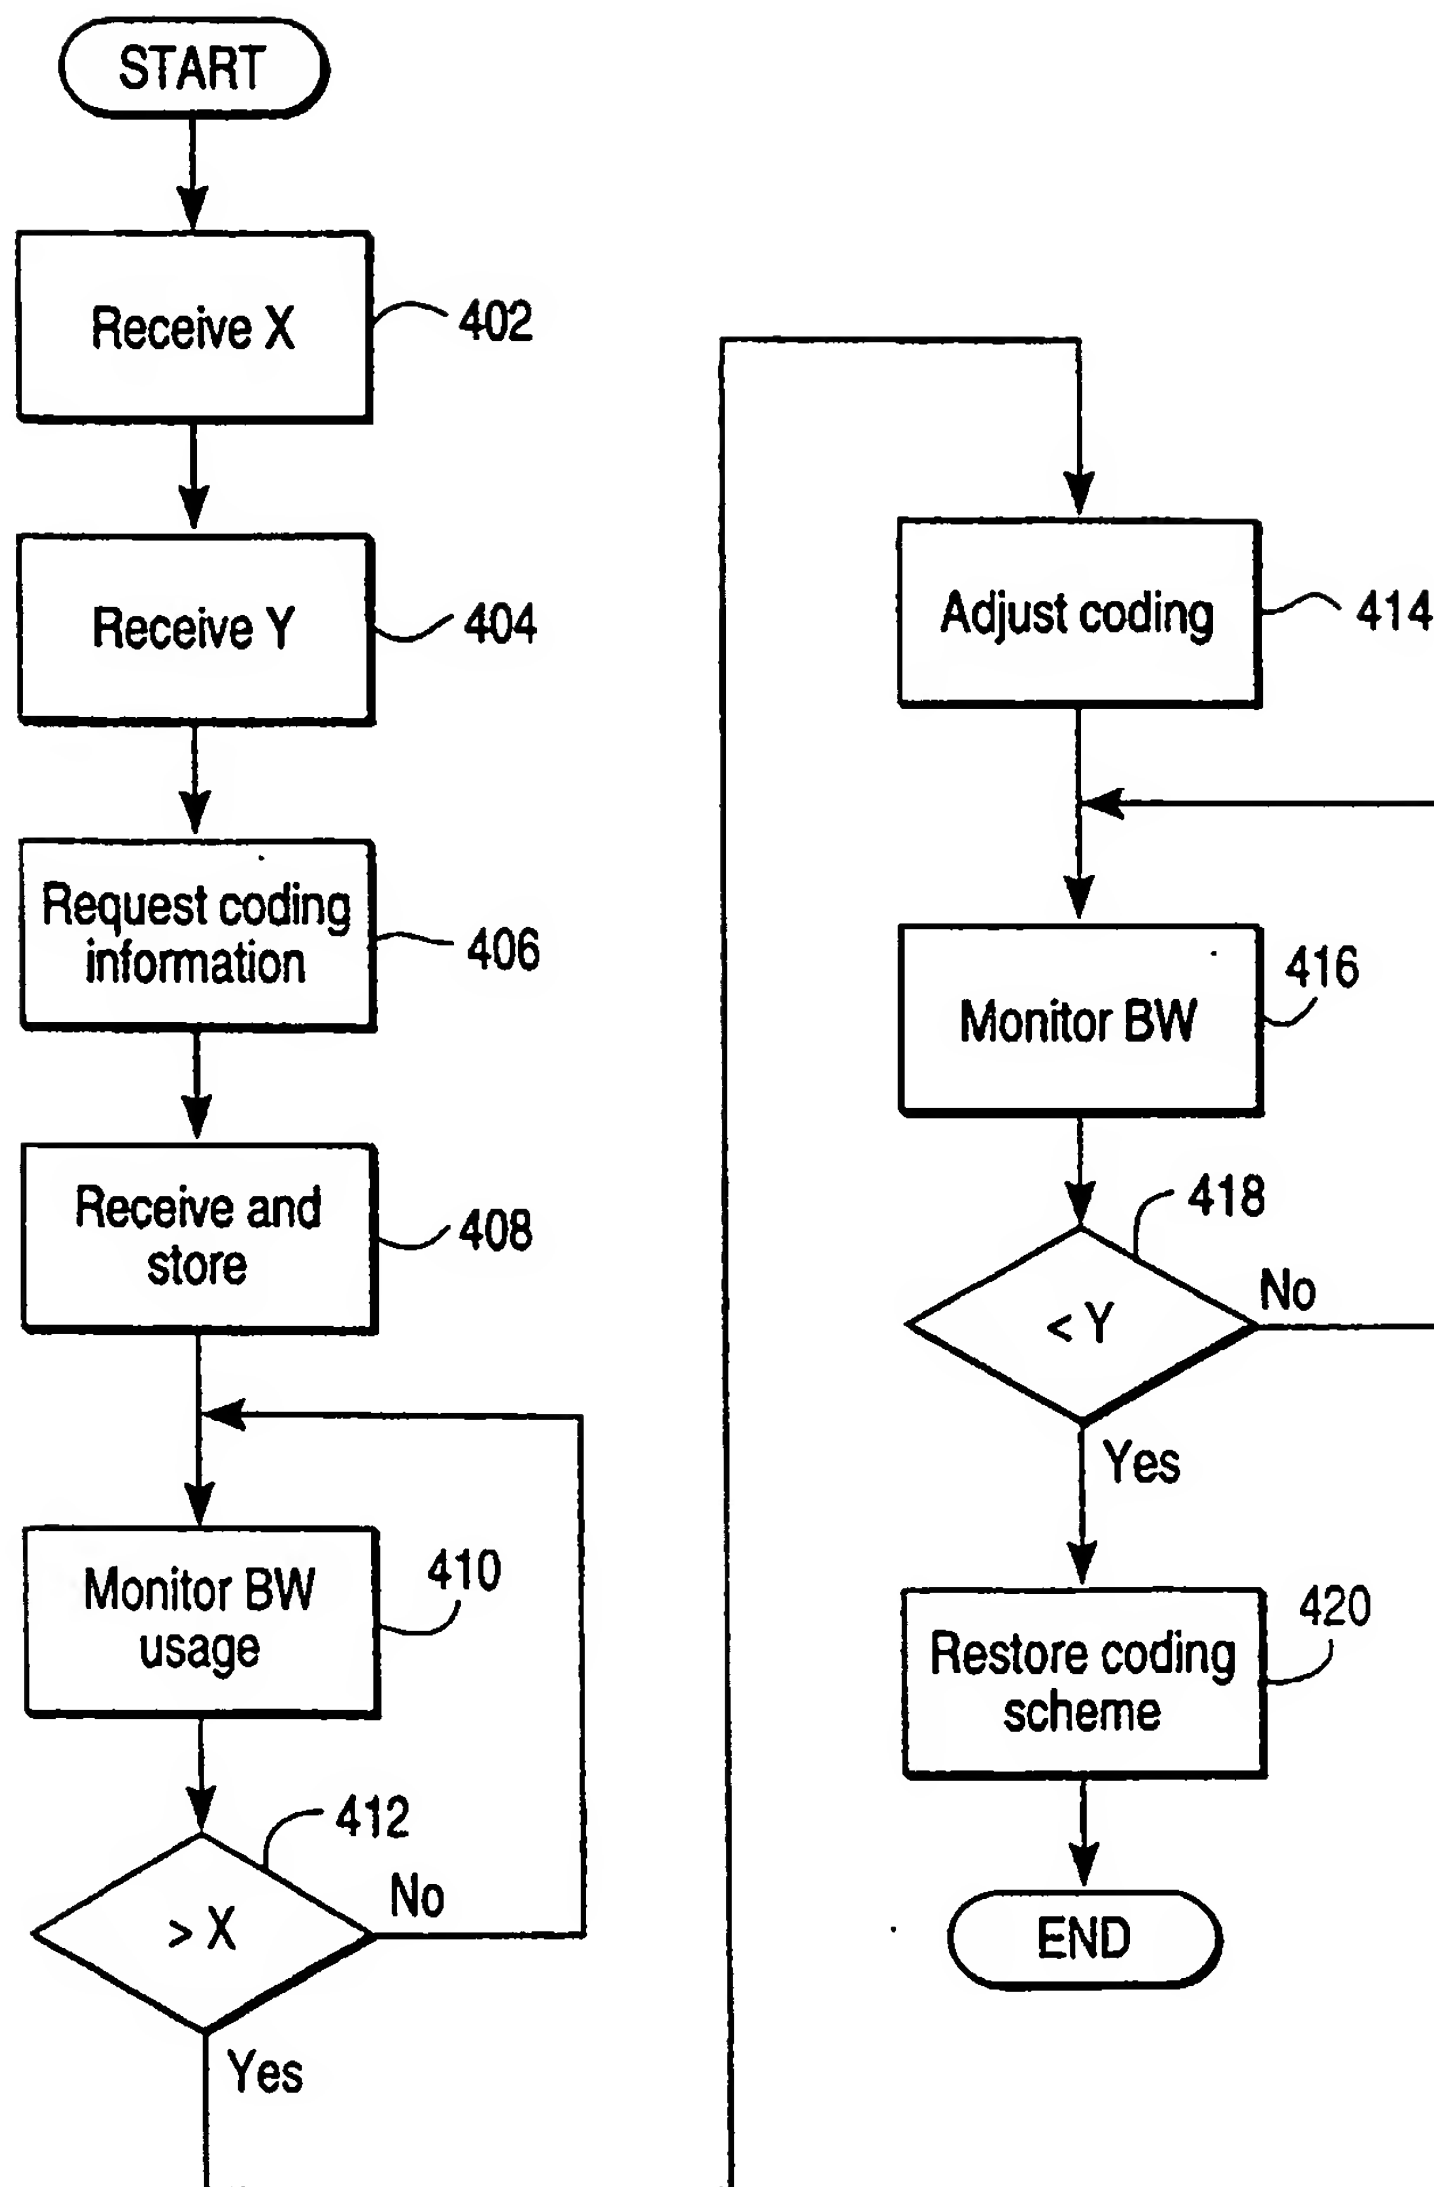 START
Receive X
402
Receive Y
404
Request coding
information
406
Receive and
store
408
Monitor BW
usage
410
412
> X
No
Yes
Adjust coding
414
Monitor BW
416
418
< Y
No
Yes
Restore coding
scheme
420
END